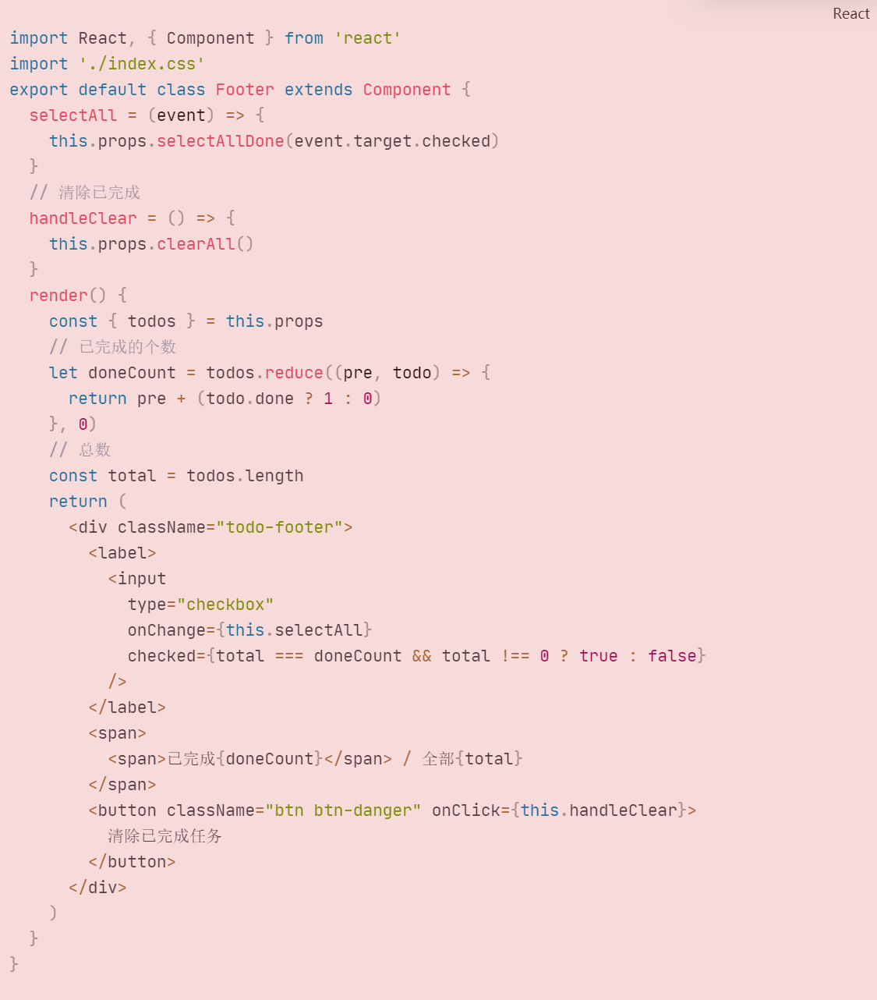 React
import React, { Component } from 'react'
import './index.css'
export default class Footer extends Component {
  selectAll = (event) => {
    this.props.selectAllDone(event.target.checked)
  }
  // 清除已完成
  handleClear = () => {
    this.props.clearAll()
  }
  render() {
    const { todos } = this.props
    // 已完成的个数
    let doneCount = todos.reduce((pre, todo) => {
      return pre + (todo.done ? 1 : 0)
    }, 0)
    // 总数
    const total = todos.length
    return (
      <div className="todo-footer">
        <label>
          <input
            type="checkbox"
            onChange={this.selectAll}
            checked={total === doneCount && total !== 0 ? true : false}
          />
        </label>
        <span>
          <span>已完成{doneCount}</span> / 全部{total}
        </span>
        <button className="btn btn-danger" onClick={this.handleClear}>
          清除已完成任务
        </button>
      </div>
    )
  }
}